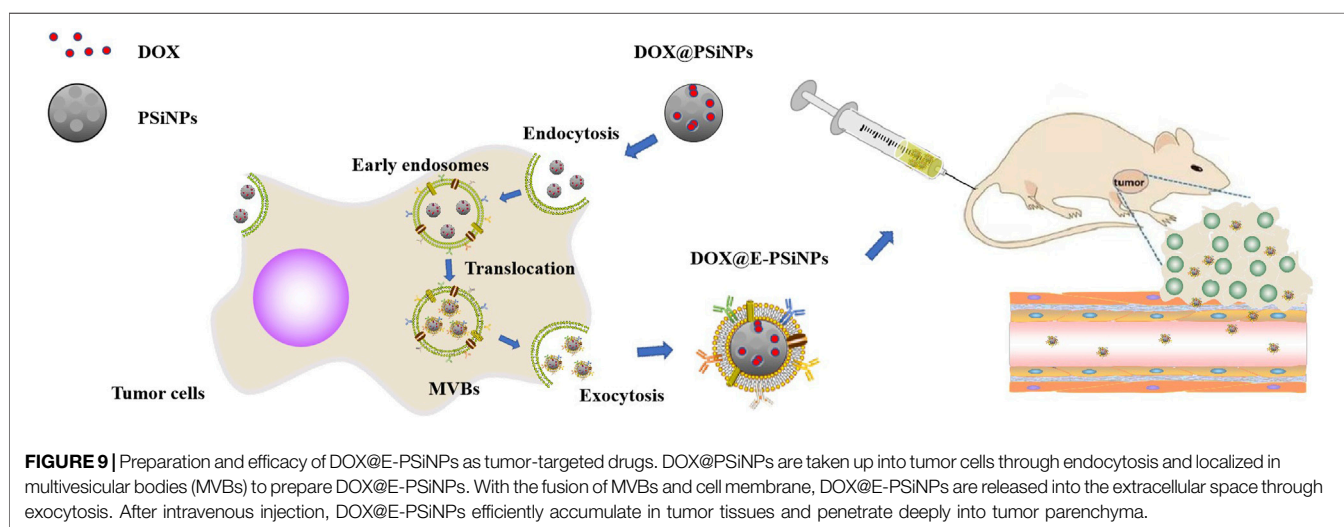 DOX
PSiNPs
DOX@PSiNPs
Endocytosis
Early endosomes
Translocation
MVBs
Exocytosis
Tumor cells
DOX@E-PSiNPs
tumor
FIGURE 9 | Preparation and efficacy of DOX@E-PSiNPs as tumor-targeted drugs. DOX@PSiNPs are taken up into tumor cells through endocytosis and localized in
multivesicular bodies (MVBs) to prepare DOX@E-PSiNPs. With the fusion of MVBs and cell membrane, DOX@E-PSiNPs are released into the extracellular space through
exocytosis. After intravenous injection, DOX@E-PSiNPs efficiently accumulate in tumor tissues and penetrate deeply into tumor parenchyma.